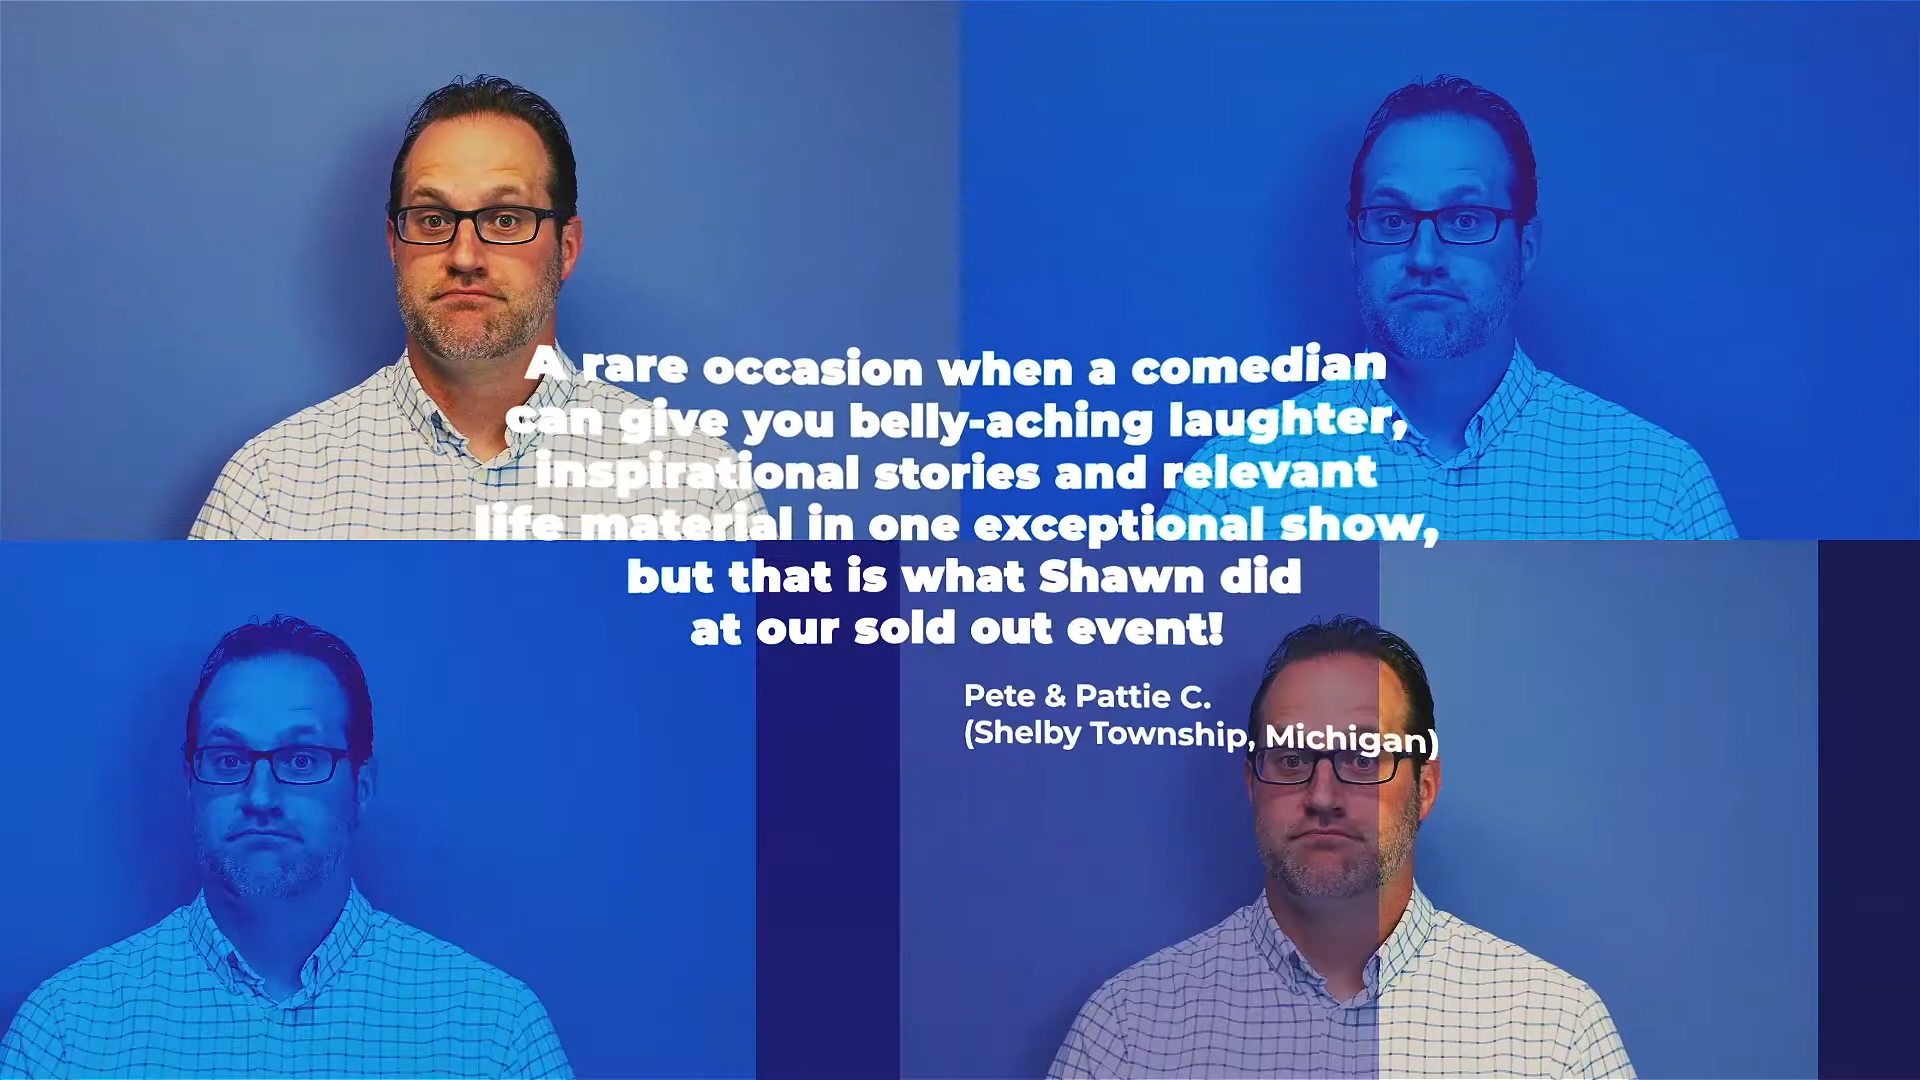 A rare occasion when a comedian
can give you belly-aching laughter,
inspirational stories and relevant
life material in one exceptional show,
but that is what Shawn did
at our sold out event!
Pete & Pattie C.
(Shelby Township, Michigan)